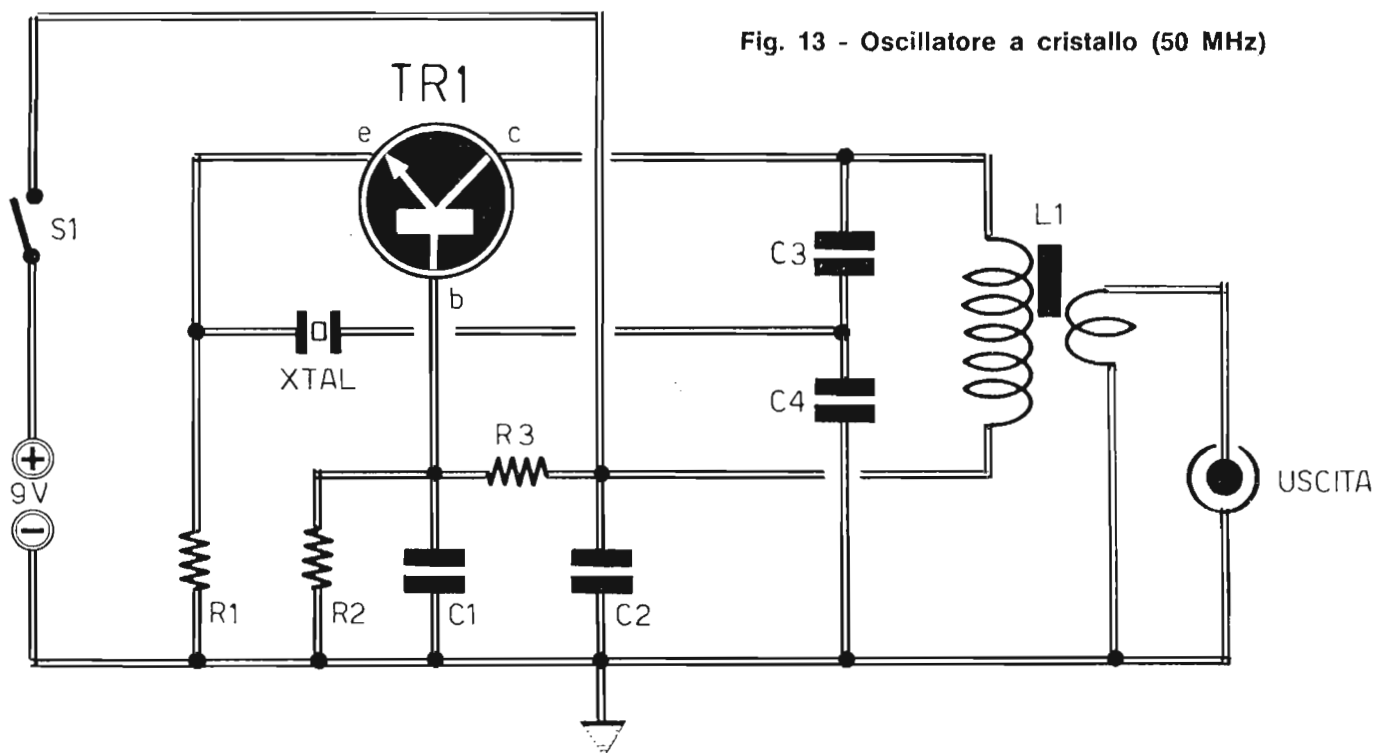 Fig. 13 - Oscillatore a cristallo (50 MHz)
TR1
e
c
S1
L1
C3
b
XTAL
C4
R3
+
9V
−
USCITA
R1
R2
C1
C2